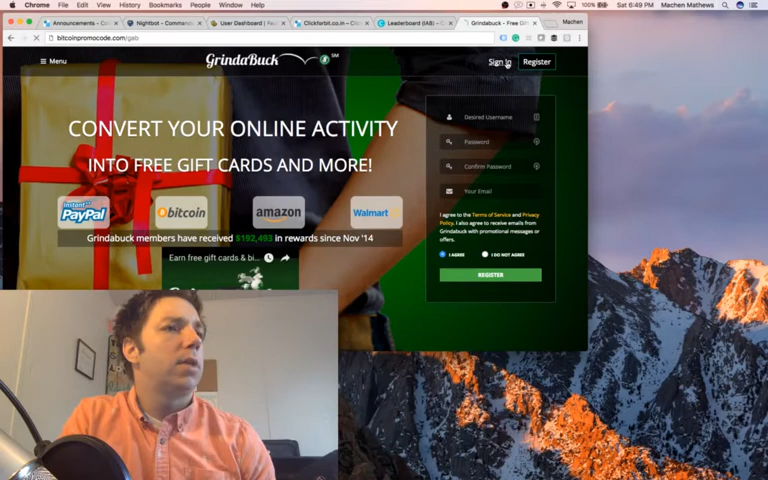 Chrome File Edit View History Bookmarks People Window Help
100% Sat 6:49 PM Machen Mathews
Announcements - Co
Nightbot - Comman
User Dashboard | Fau
Clickforbit.co.in - Clic
Leaderboard (IAB) - C
Grindabuck - Free Gif
Machen
bitcoinpromocode.com/gab
Menu
GrindaBuck SM
Sign In
Register
CONVERT YOUR ONLINE ACTIVITY
INTO FREE GIFT CARDS AND MORE!
Instant
PayPal
bitcoin
amazon
Walmart
Grindabuck members have received $192,493 in rewards since Nov '14
Earn free gift cards & bi...
Desired Username
Password
Confirm Password
Your Email
I agree to the Terms of Service and Privacy
Policy. I also agree to receive emails from
Grindabuck with promotional messages or
offers.
I AGREE
I DO NOT AGREE
REGISTER